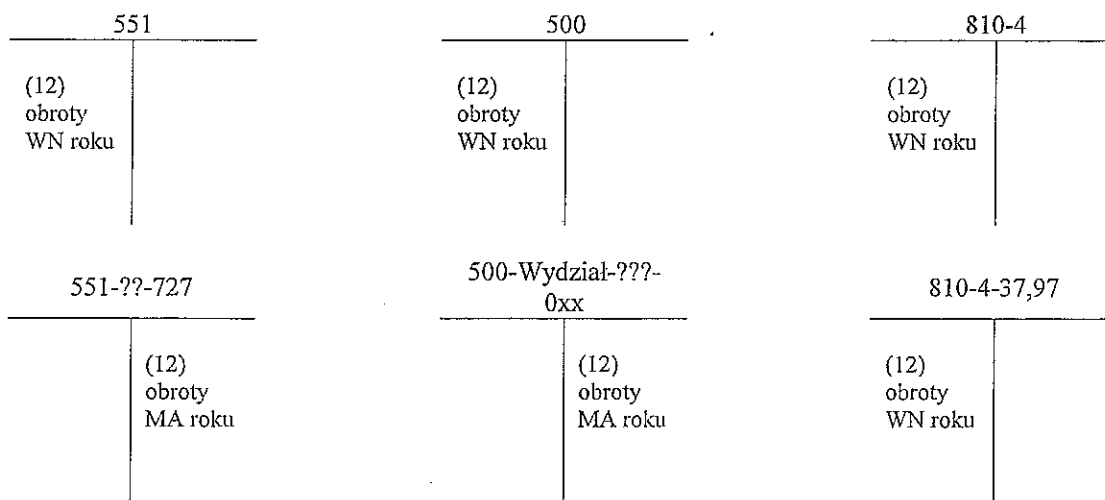 551
(12)
obroty
WN roku
500
(12)
obroty
WN roku
810-4
(12)
obroty
WN roku
551-??-727
(12)
obroty
MA roku
500-Wydział-???-
0xx
(12)
obroty
MA roku
810-4-37,97
(12)
obroty
WN roku